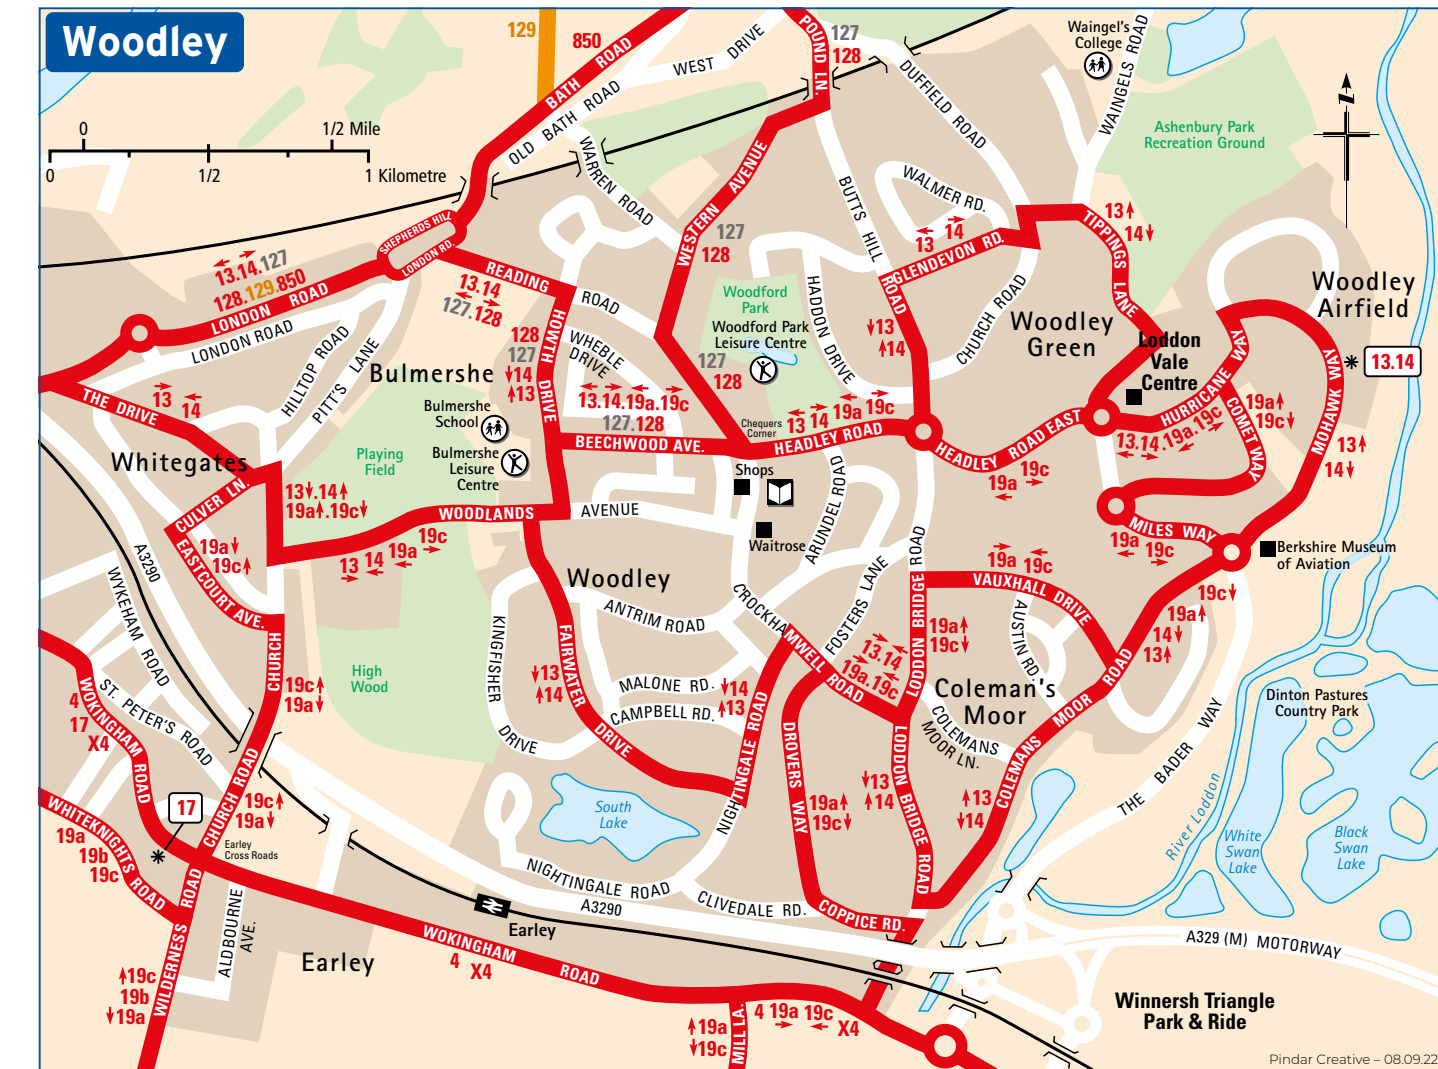 Woodley
0
1/2 Mile
0
1/2
1 Kilometre
129
850
BATH ROAD
OLD BATH ROAD
WEST DRIVE
POUND LN.
127
128
DUFFIELD ROAD
Waingel's
College
WAINGELS ROAD
Ashenbury Park
Recreation Ground
WARREN ROAD
WESTERN AVENUE
127
128
BUTTS HILL
ROAD
WALMER RD.
14
13
GLENDEVON RD.
TIPPINGS LANE
13
14
CHURCH ROAD
SHEPHERDS HILL
LONDON RD.
13.14.127
128.129.850
LONDON ROAD
LONDON ROAD
READING
ROAD
13.14
127.128
HILLTOP ROAD
PITT'S LANE
HOWTH DRIVE
128
127
14
13
WHEBLE
DRIVE
Woodford
Park
Woodford Park
Leisure Centre
127
128
HADDON DRIVE
13
14
Woodley
Green
Loddon
Vale
Centre
Woodley
Airfield
13.14
THE DRIVE
13
14
Bulmershe
Bulmershe
School
Bulmershe
Leisure
Centre
Playing
Field
13.14.19a.19c
127.128
BEECHWOOD AVE.
Chequers
Corner
13
14
19a
19c
HEADLEY ROAD
HEADLEY ROAD EAST
19a
19c
HURRICANE WAY
13.14.19a.19c
COMET WAY
19a
19c
MOHAWK WAY
13
14
Whitegates
CULVER LN.
13.14
19a.19c
WOODLANDS
AVENUE
13
14
19a
19c
EASTCOURT AVE.
19a
19c
Shops
Waitrose
ARUNDEL ROAD
MILES WAY
19a
19c
Berkshire Museum
of Aviation
A3290
WYKEHAM ROAD
Woodley
ANTRIM ROAD
CROCKHAMWELL ROAD
FOSTERS LANE
LODDON BRIDGE ROAD
19a
19c
VAUXHALL DRIVE
19a
19c
AUSTIN RD.
19c
19a
14
13
CHURCH
High
Wood
19c
19a
KINGFISHER
DRIVE
FAIRWATER
DRIVE
13
14
MALONE RD.
CAMPBELL RD.
14
13
NIGHTINGALE ROAD
13.14
19a.19c
Coleman's
Moor
COLEMANS
MOOR LN.
COLEMANS MOOR ROAD
13
14
THE BADER WAY
Dinton Pastures
Country Park
4
17
X4
WOKINGHAM ROAD
ST. PETER'S ROAD
CHURCH ROAD
19c
19a
17
WHITEKNIGHTS ROAD
19a
19b
19c
Earley
Cross Roads
South
Lake
DROVERS WAY
19a
19c
LODDON BRIDGE ROAD
13
14
River Loddon
White
Swan
Lake
Black
Swan
Lake
NIGHTINGALE ROAD
A3290
CLIVEDALE RD.
COPPICE RD.
ALDBOURNE
AVE.
WILDERNESS ROAD
19c
19b
19a
Earley
Earley
WOKINGHAM
ROAD
4
X4
A329 (M) MOTORWAY
MILL LA.
19a
19c
4
19a
19c
X4
Winnersh Triangle
Park & Ride
Pindar Creative – 08.09.22